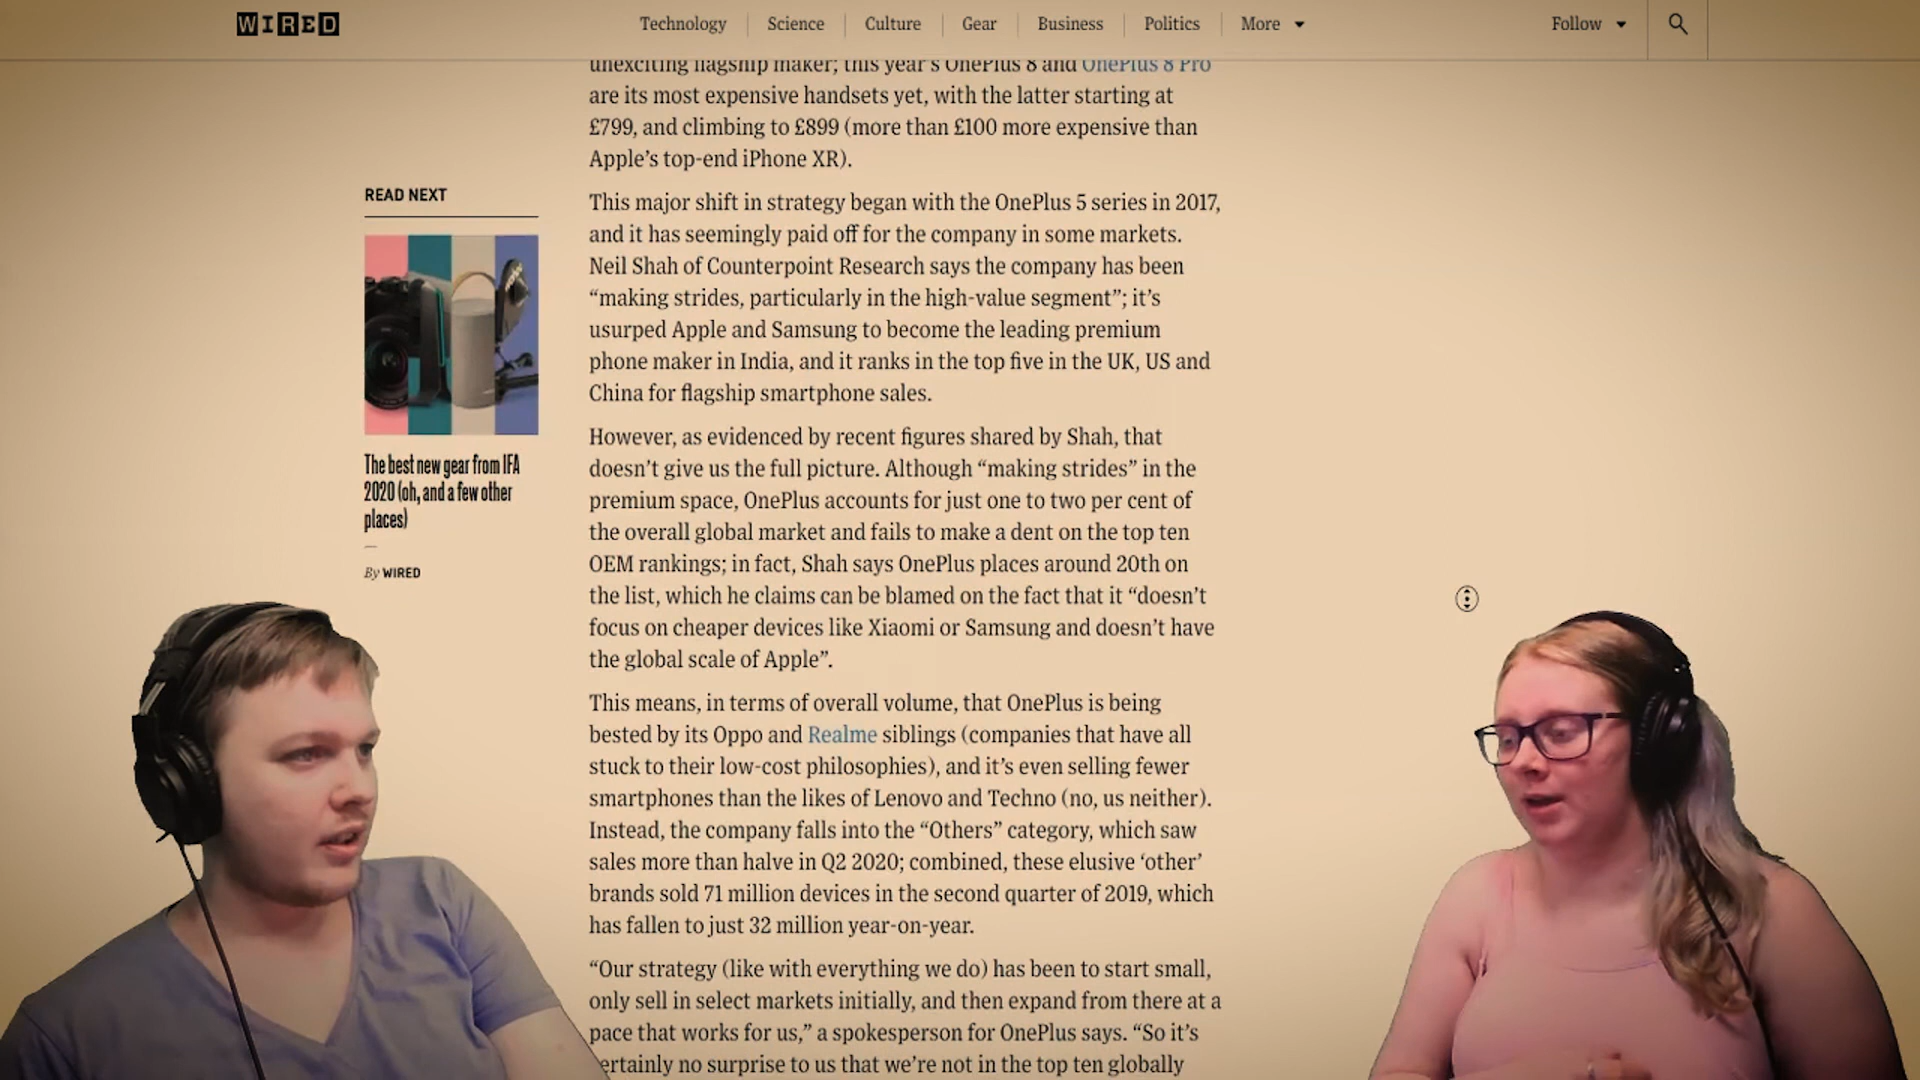 WIRED
Technology
Science
Culture
Gear
Business
Politics
More
Follow
unexciting flagship maker; this year's OnePlus 8 and OnePlus 8 Pro
are its most expensive handsets yet, with the latter starting at
£799, and climbing to £899 (more than £100 more expensive than
Apple's top-end iPhone XR).
READ NEXT
The best new gear from IFA
2020 (oh, and a few other
places)
—
By WIRED
This major shift in strategy began with the OnePlus 5 series in 2017,
and it has seemingly paid off for the company in some markets.
Neil Shah of Counterpoint Research says the company has been
“making strides, particularly in the high-value segment”; it’s
usurped Apple and Samsung to become the leading premium
phone maker in India, and it ranks in the top five in the UK, US and
China for flagship smartphone sales.
However, as evidenced by recent figures shared by Shah, that
doesn’t give us the full picture. Although “making strides” in the
premium space, OnePlus accounts for just one to two per cent of
the overall global market and fails to make a dent on the top ten
OEM rankings; in fact, Shah says OnePlus places around 20th on
the list, which he claims can be blamed on the fact that it “doesn’t
focus on cheaper devices like Xiaomi or Samsung and doesn’t have
the global scale of Apple”.
This means, in terms of overall volume, that OnePlus is being
bested by its Oppo and Realme siblings (companies that have all
stuck to their low-cost philosophies), and it’s even selling fewer
smartphones than the likes of Lenovo and Techno (no, us neither).
Instead, the company falls into the “Others” category, which saw
sales more than halve in Q2 2020; combined, these elusive ‘other’
brands sold 71 million devices in the second quarter of 2019, which
has fallen to just 32 million year-on-year.
“Our strategy (like with everything we do) has been to start small,
only sell in select markets initially, and then expand from there at a
pace that works for us,” a spokesperson for OnePlus says. “So it’s
ertainly no surprise to us that we’re not in the top ten globally